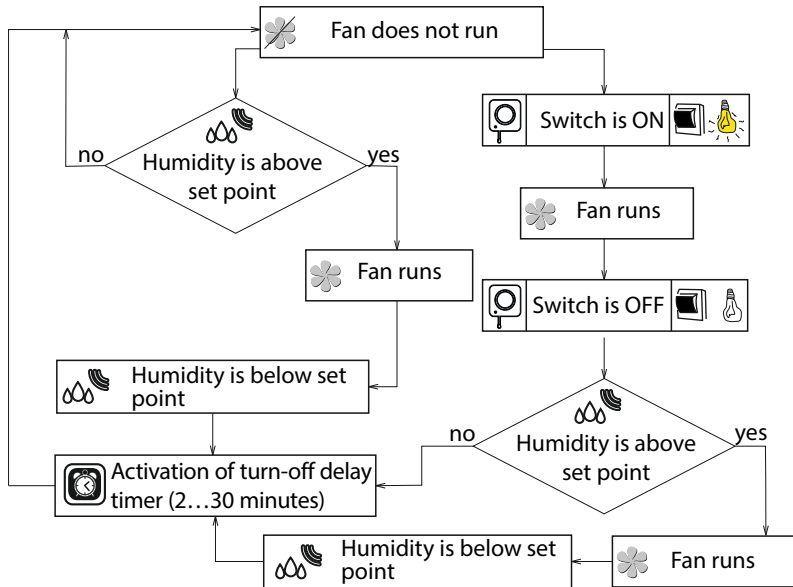 Fan does not run
Switch is ON
no
Humidity is above
set point
yes
Fan runs
Fan runs
Switch is OFF
Humidity is below set
point
no
Humidity is above
set point
yes
Activation of turn-off delay
timer (2...30 minutes)
Humidity is below set
point
Fan runs